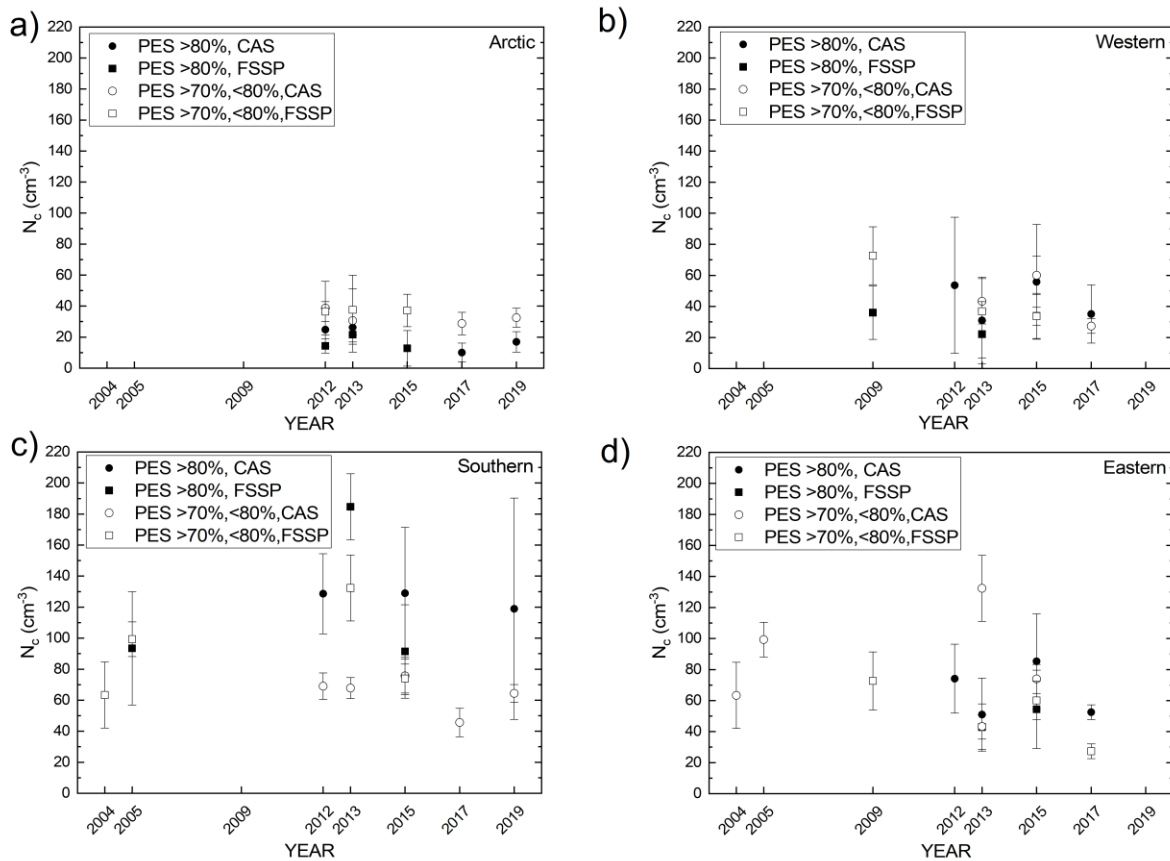 a)
Arctic
PES >80%, CAS
PES >80%, FSSP
PES >70%,<80%,CAS
PES >70%,<80%,FSSP
220
200
180
160
140
120
100
80
60
40
20
0
Nc (cm-3)
2004
2005
2009
2012
2013
2015
2017
2019
YEAR
b)
Western
PES >80%, CAS
PES >80%, FSSP
PES >70%,<80%,CAS
PES >70%,<80%,FSSP
220
200
180
160
140
120
100
80
60
40
20
0
Nc (cm-3)
2004
2005
2009
2012
2013
2015
2017
2019
YEAR
c)
Southern
PES >80%, CAS
PES >80%, FSSP
PES >70%,<80%,CAS
PES >70%,<80%,FSSP
220
200
180
160
140
120
100
80
60
40
20
0
Nc (cm-3)
2004
2005
2009
2012
2013
2015
2017
2019
YEAR
d)
Eastern
PES >80%, CAS
PES >80%, FSSP
PES >70%,<80%,CAS
PES >70%,<80%,FSSP
220
200
180
160
140
120
100
80
60
40
20
0
Nc (cm-3)
2004
2005
2009
2012
2013
2015
2017
2019
YEAR